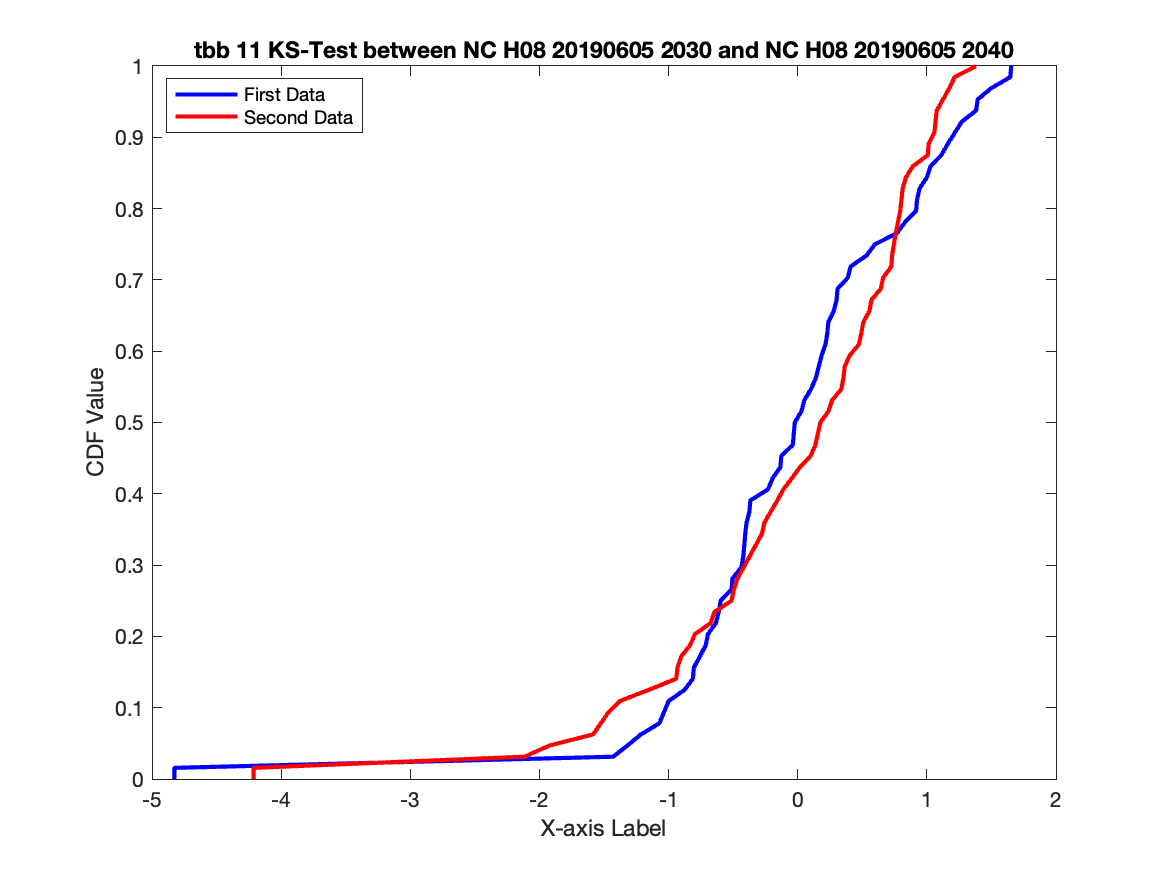 tbb 11 KS-Test between NC H08 20190605 2030 and NC H08 20190605 2040
First Data
Second Data
1
0.9
0.8
0.7
0.6
0.5
0.4
0.3
0.2
0.1
0
CDF Value
-5 -4 -3 -2 -1 0 1 2
X-axis Label